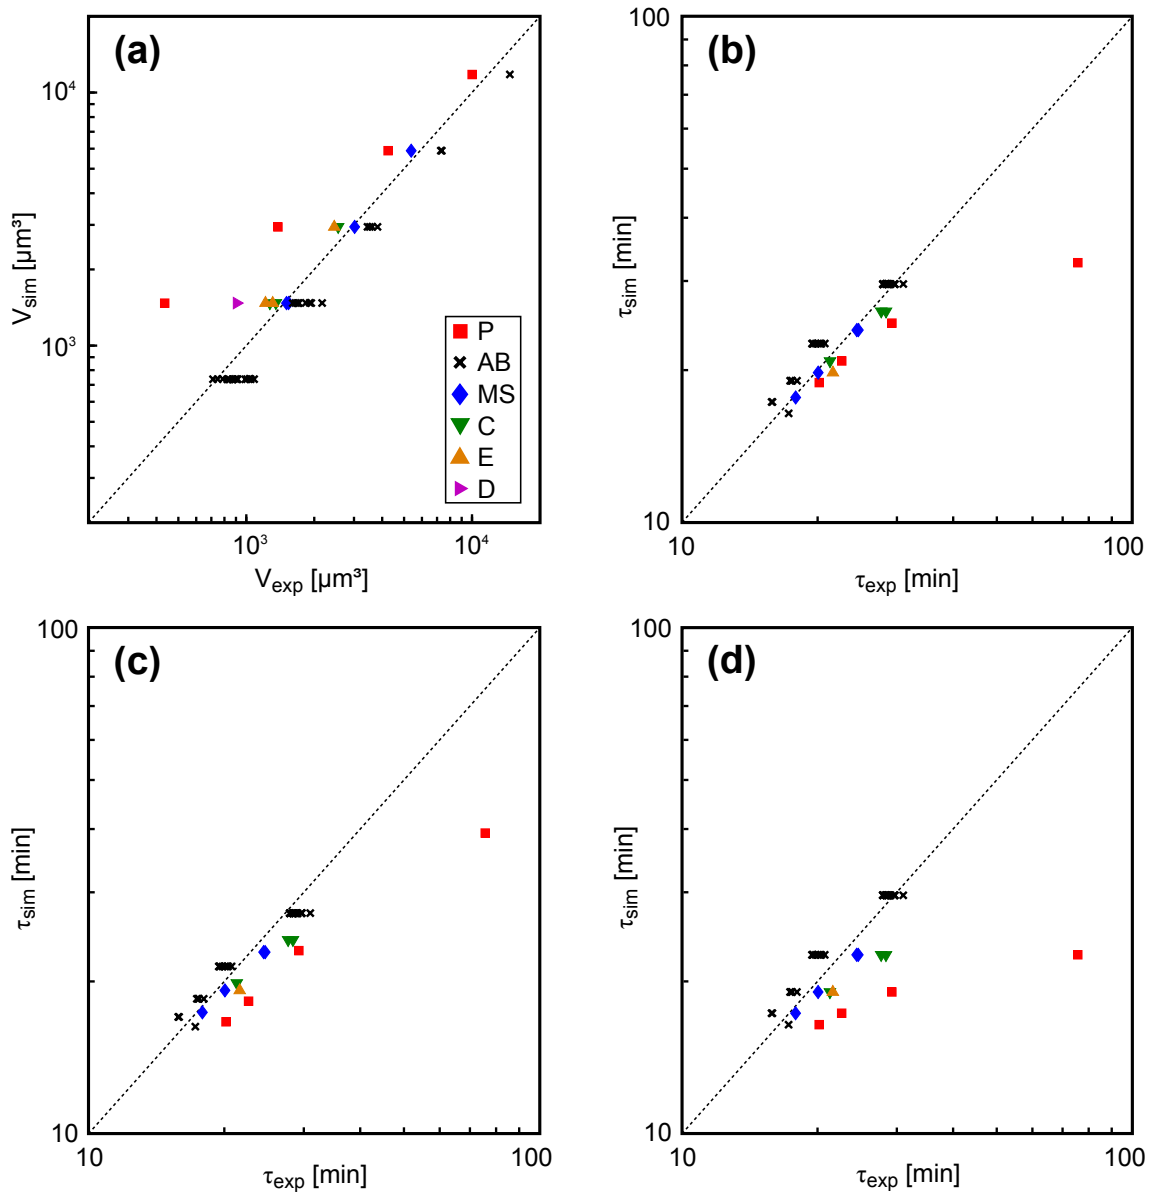 (a)
10⁴
10³
V_sim [µm³]
10³
10⁴
V_exp [µm³]
P
AB
MS
C
E
D
(b)
100
10
τ_sim [min]
10
100
τ_exp [min]
(c)
100
10
τ_sim [min]
10
100
τ_exp [min]
(d)
100
10
τ_sim [min]
10
100
τ_exp [min]